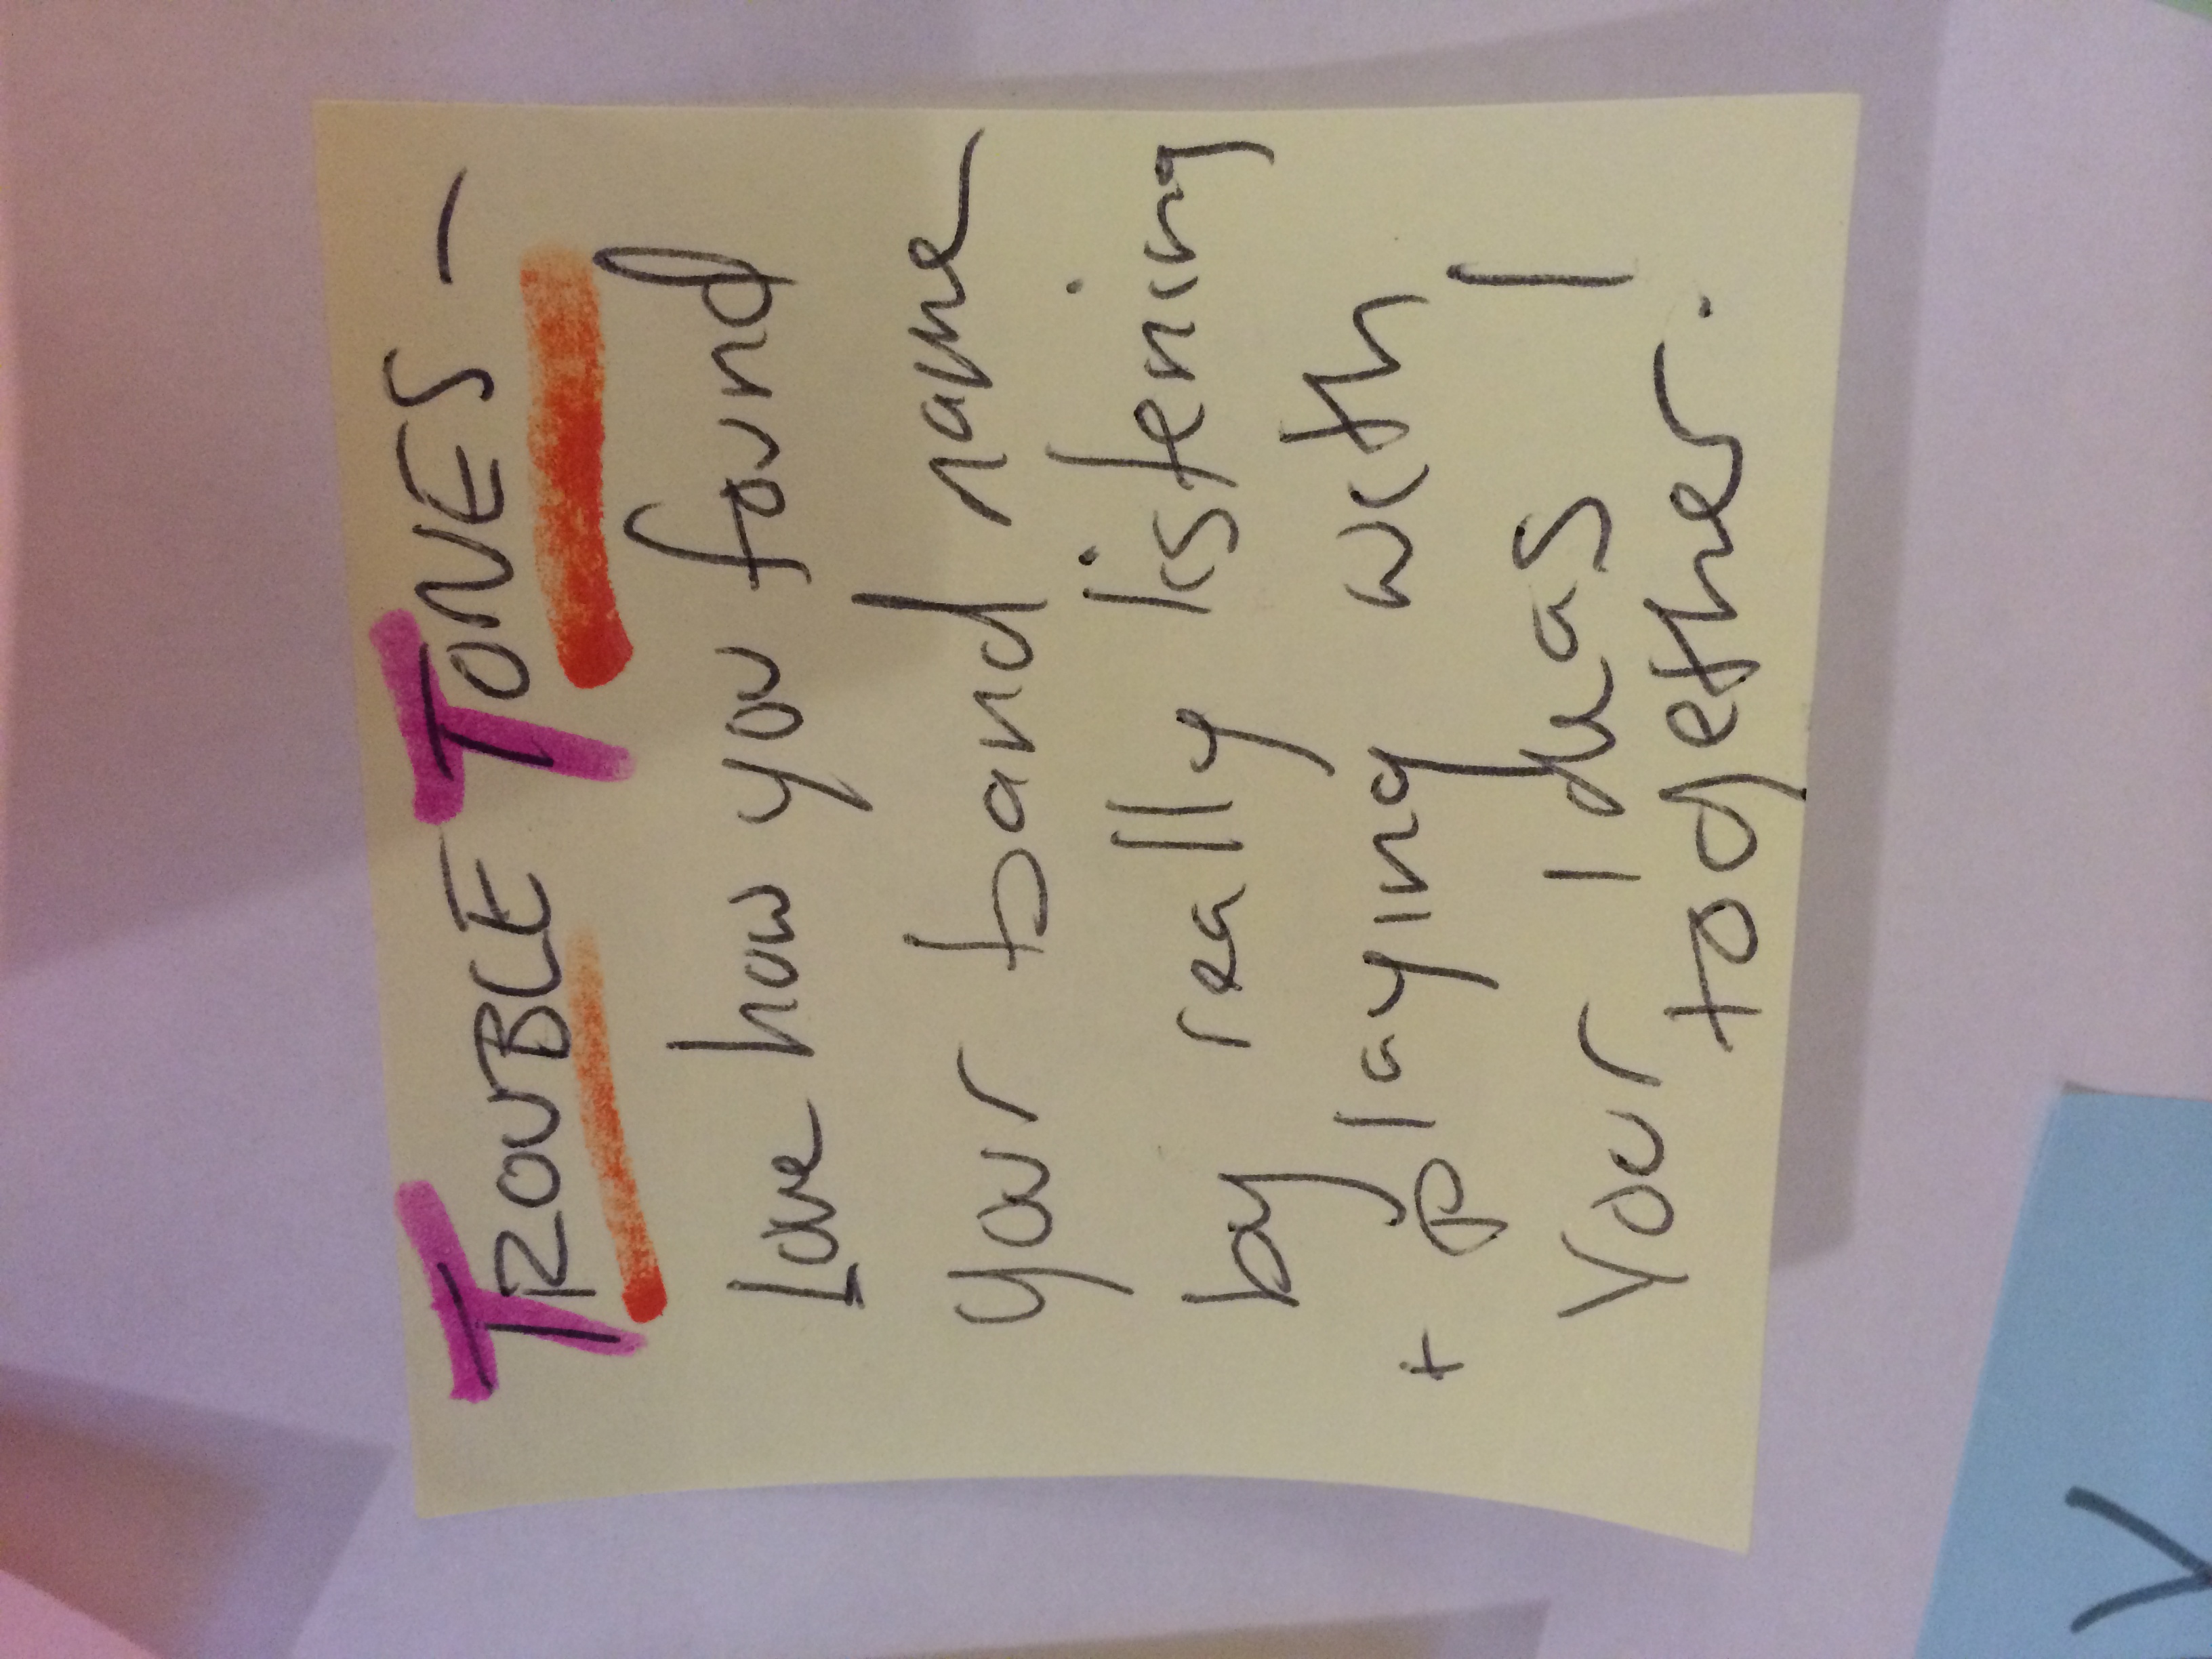 TROUBLE TONES —
Love how you found
your band name
by really listening
+ playing with
Your ideas
together!
V